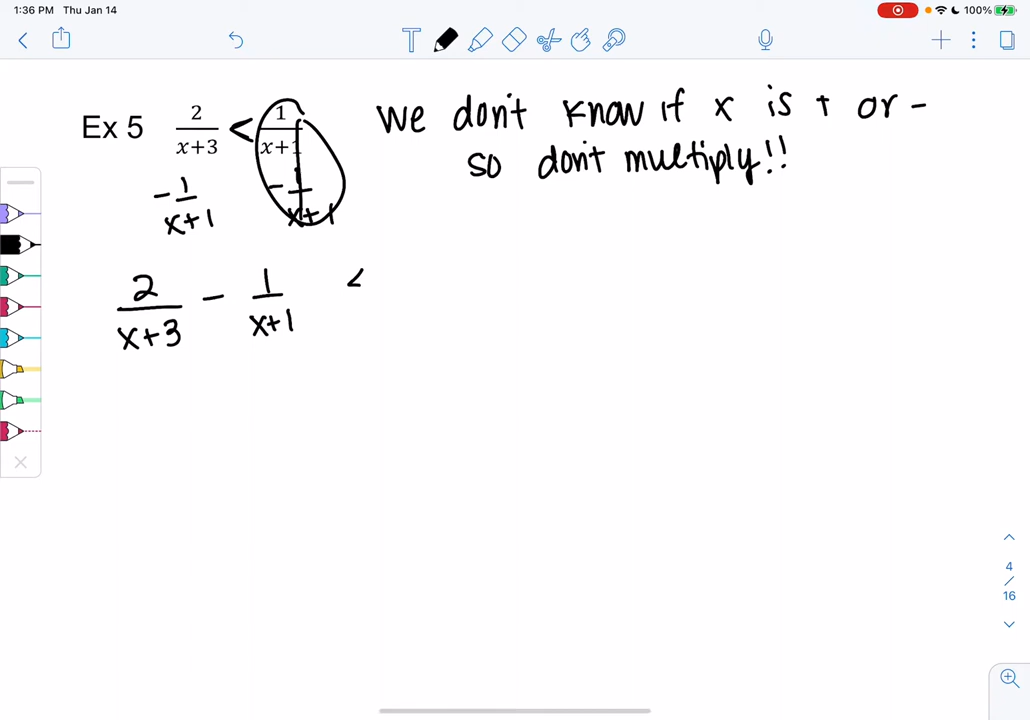 1:36 PM Thu Jan 14
100%
Ex 5 2/(x+3) < 1/(x+1)
we don't know if x is + or -
so don't multiply!!
- 1/(x+1) - 1/(x+1)
2/(x+3) - 1/(x+1) <
4
/
16